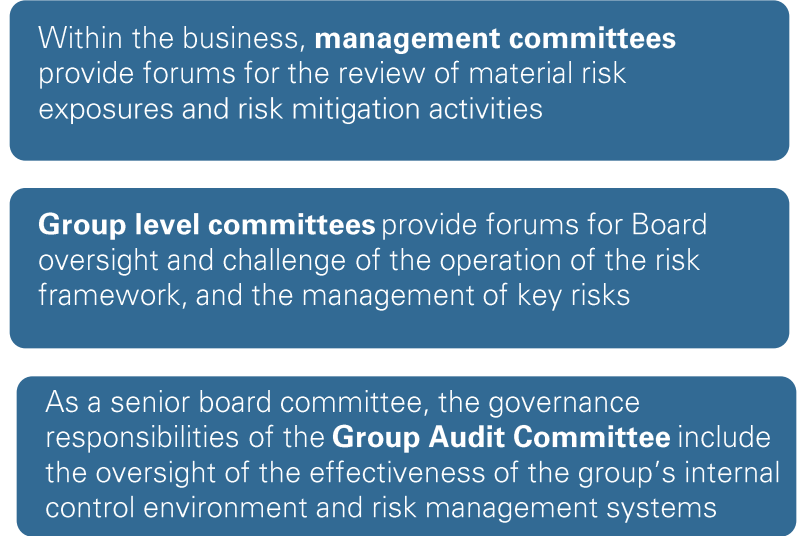 Within the business, management committees
provide forums for the review of material risk
exposures and risk mitigation activities
Group level committees provide forums for Board
oversight and challenge of the operation of the risk
framework, and the management of key risks
As a senior board committee, the governance
responsibilities of the Group Audit Committee include
the oversight of the effectiveness of the group's internal
control environment and risk management systems